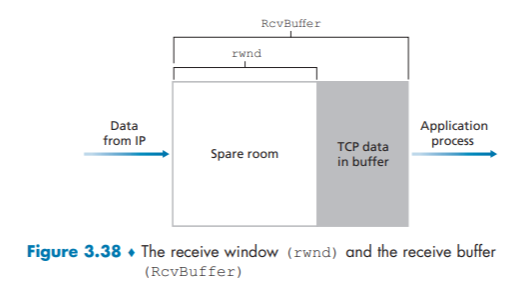 RcvBuffer
rwnd
Data
from IP
Spare room
TCP data
in buffer
Application
process
Figure 3.38 ♦ The receive window (rwnd) and the receive buffer
(RcvBuffer)